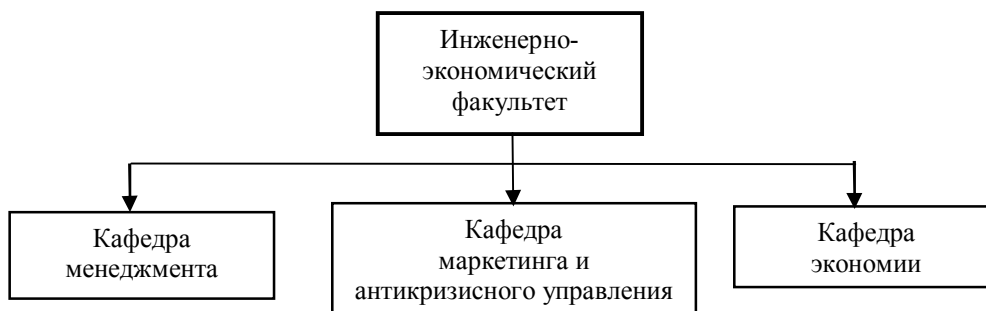 Инженерно-
экономический
факультет
Кафедра
менеджмента
Кафедра
маркетинга и
антикризисного управления
Кафедра
экономии